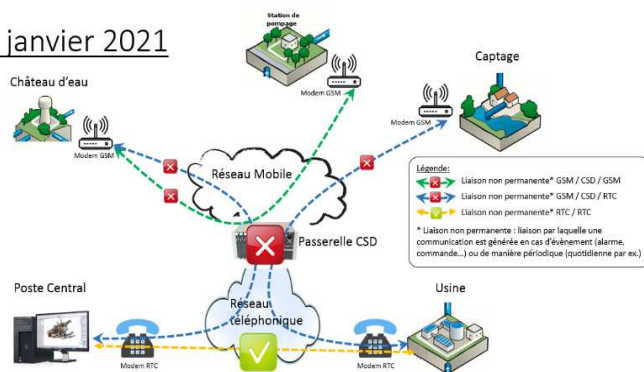 janvier 2021
Station de
pompage
Château d'eau
Captage
Modem GSM
Modem GSM
Modem GSM
Réseau Mobile
Légende:
Liaison non permanente* GSM / CSD / GSM
Liaison non permanente* GSM / CSD / RTC
Liaison non permanente* RTC / RTC
* Liaison non permanente : liaison par laquelle une
communication est générée en cas d'évènement (alarme,
commande...) ou de manière périodique (quotidienne par ex.)
Passerelle CSD
Poste Central
Réseau
téléphonique
Usine
Modem RTC
Modem RTC